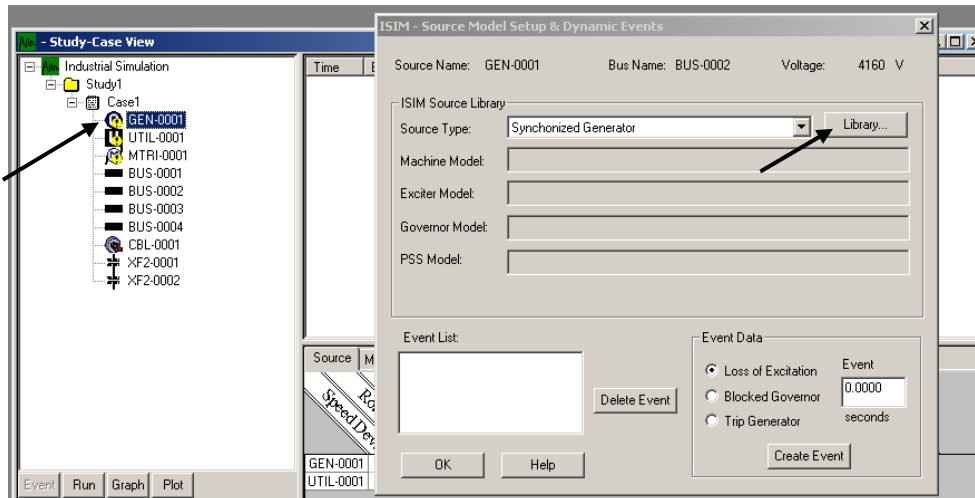 - Study-Case View
Industrial Simulation
Study1
Case1
GEN-0001
UTIL-0001
MTRI-0001
BUS-0001
BUS-0002
BUS-0003
BUS-0004
CBL-0001
XF2-0001
XF2-0002
Event Run Graph Plot
Time E
Source M
Speed Dev
Ro
GEN-0001
UTIL-0001
ISIM - Source Model Setup & Dynamic Events
Source Name: GEN-0001 Bus Name: BUS-0002 Voltage: 4160 V
ISIM Source Library
Source Type: Synchonized Generator Library...
Machine Model:
Exciter Model:
Governor Model:
PSS Model:
Event List:
Delete Event
OK Help
Event Data
Loss of Excitation
Blocked Governor
Trip Generator
Event
0.0000
seconds
Create Event